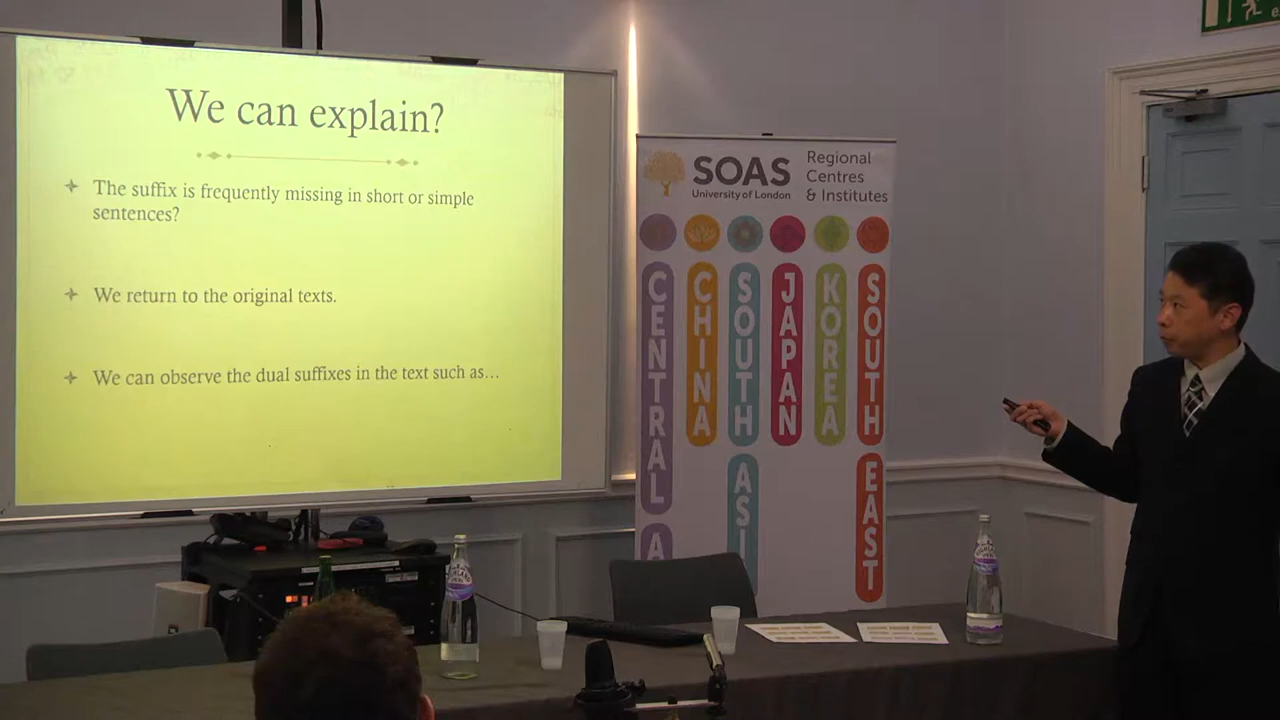 We can explain?
The suffix is frequently missing in short or simple
sentences?
We return to the original texts.
We can observe the dual suffixes in the text such as…
SOAS
University of London
Regional
Centres
& Institutes
CENTRAL A
CHINA
SOUTH ASI
JAPAN
KOREA
SOUTH EAST